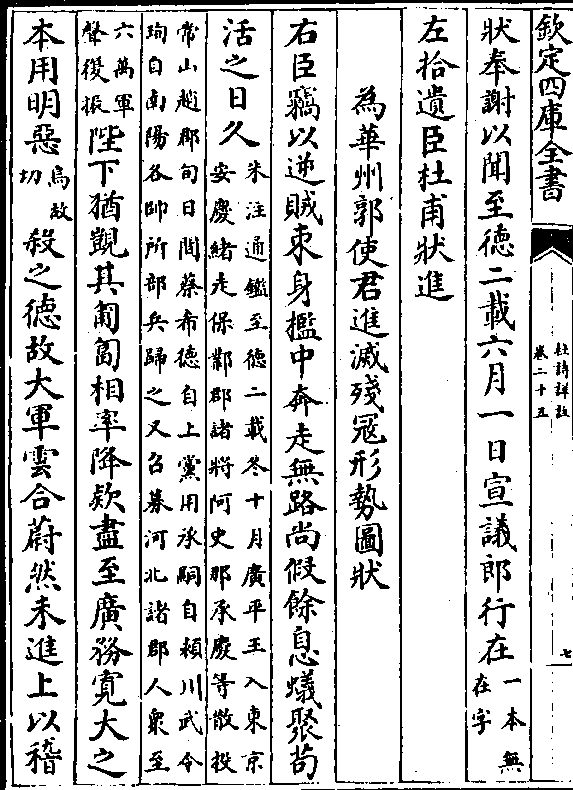 欽定四庫全書
杜詩詳註
卷二十五
七
狀奉謝以聞至德二載六月一日宣議郎行在一本無在字
左拾遺臣杜甫狀進
為華州郭使君進滅殘冦形勢圖狀
右臣竊以逆賊束身檻中奔走無路尚假餘息蟻聚茍
活之日久朱注通鑑至德二載冬十月廣平王入東京安慶緒走保鄴郡諸將阿史那承慶等散投
常山趙郡旬日間蔡希德自上黨田承嗣自潁川武令珣自南陽各帥所部兵歸之又召募河北諸郡人衆至
六萬軍聲復振陛下猶覬其匍匐相率降欵盡至廣務寛大之
本用明惡烏故切殺之德故大軍雲合蔚然未進上以稽